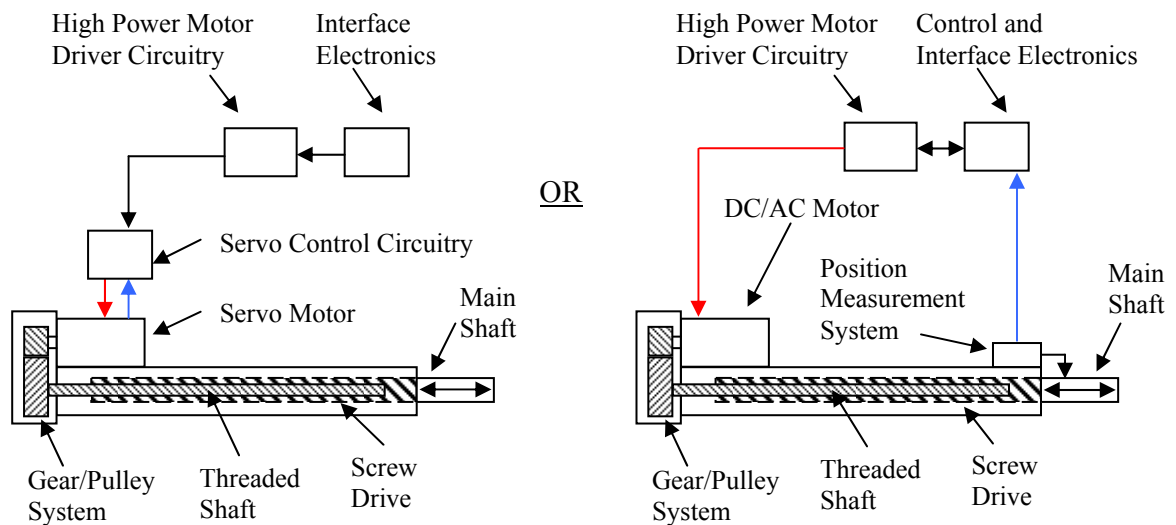 High Power Motor
Driver Circuitry
Interface
Electronics
Servo Control Circuitry
Servo Motor
Main
Shaft
Gear/Pulley
System
Threaded
Shaft
Screw
Drive
OR
High Power Motor
Driver Circuitry
Control and
Interface Electronics
DC/AC Motor
Position
Measurement
System
Main
Shaft
Gear/Pulley
System
Threaded
Shaft
Screw
Drive